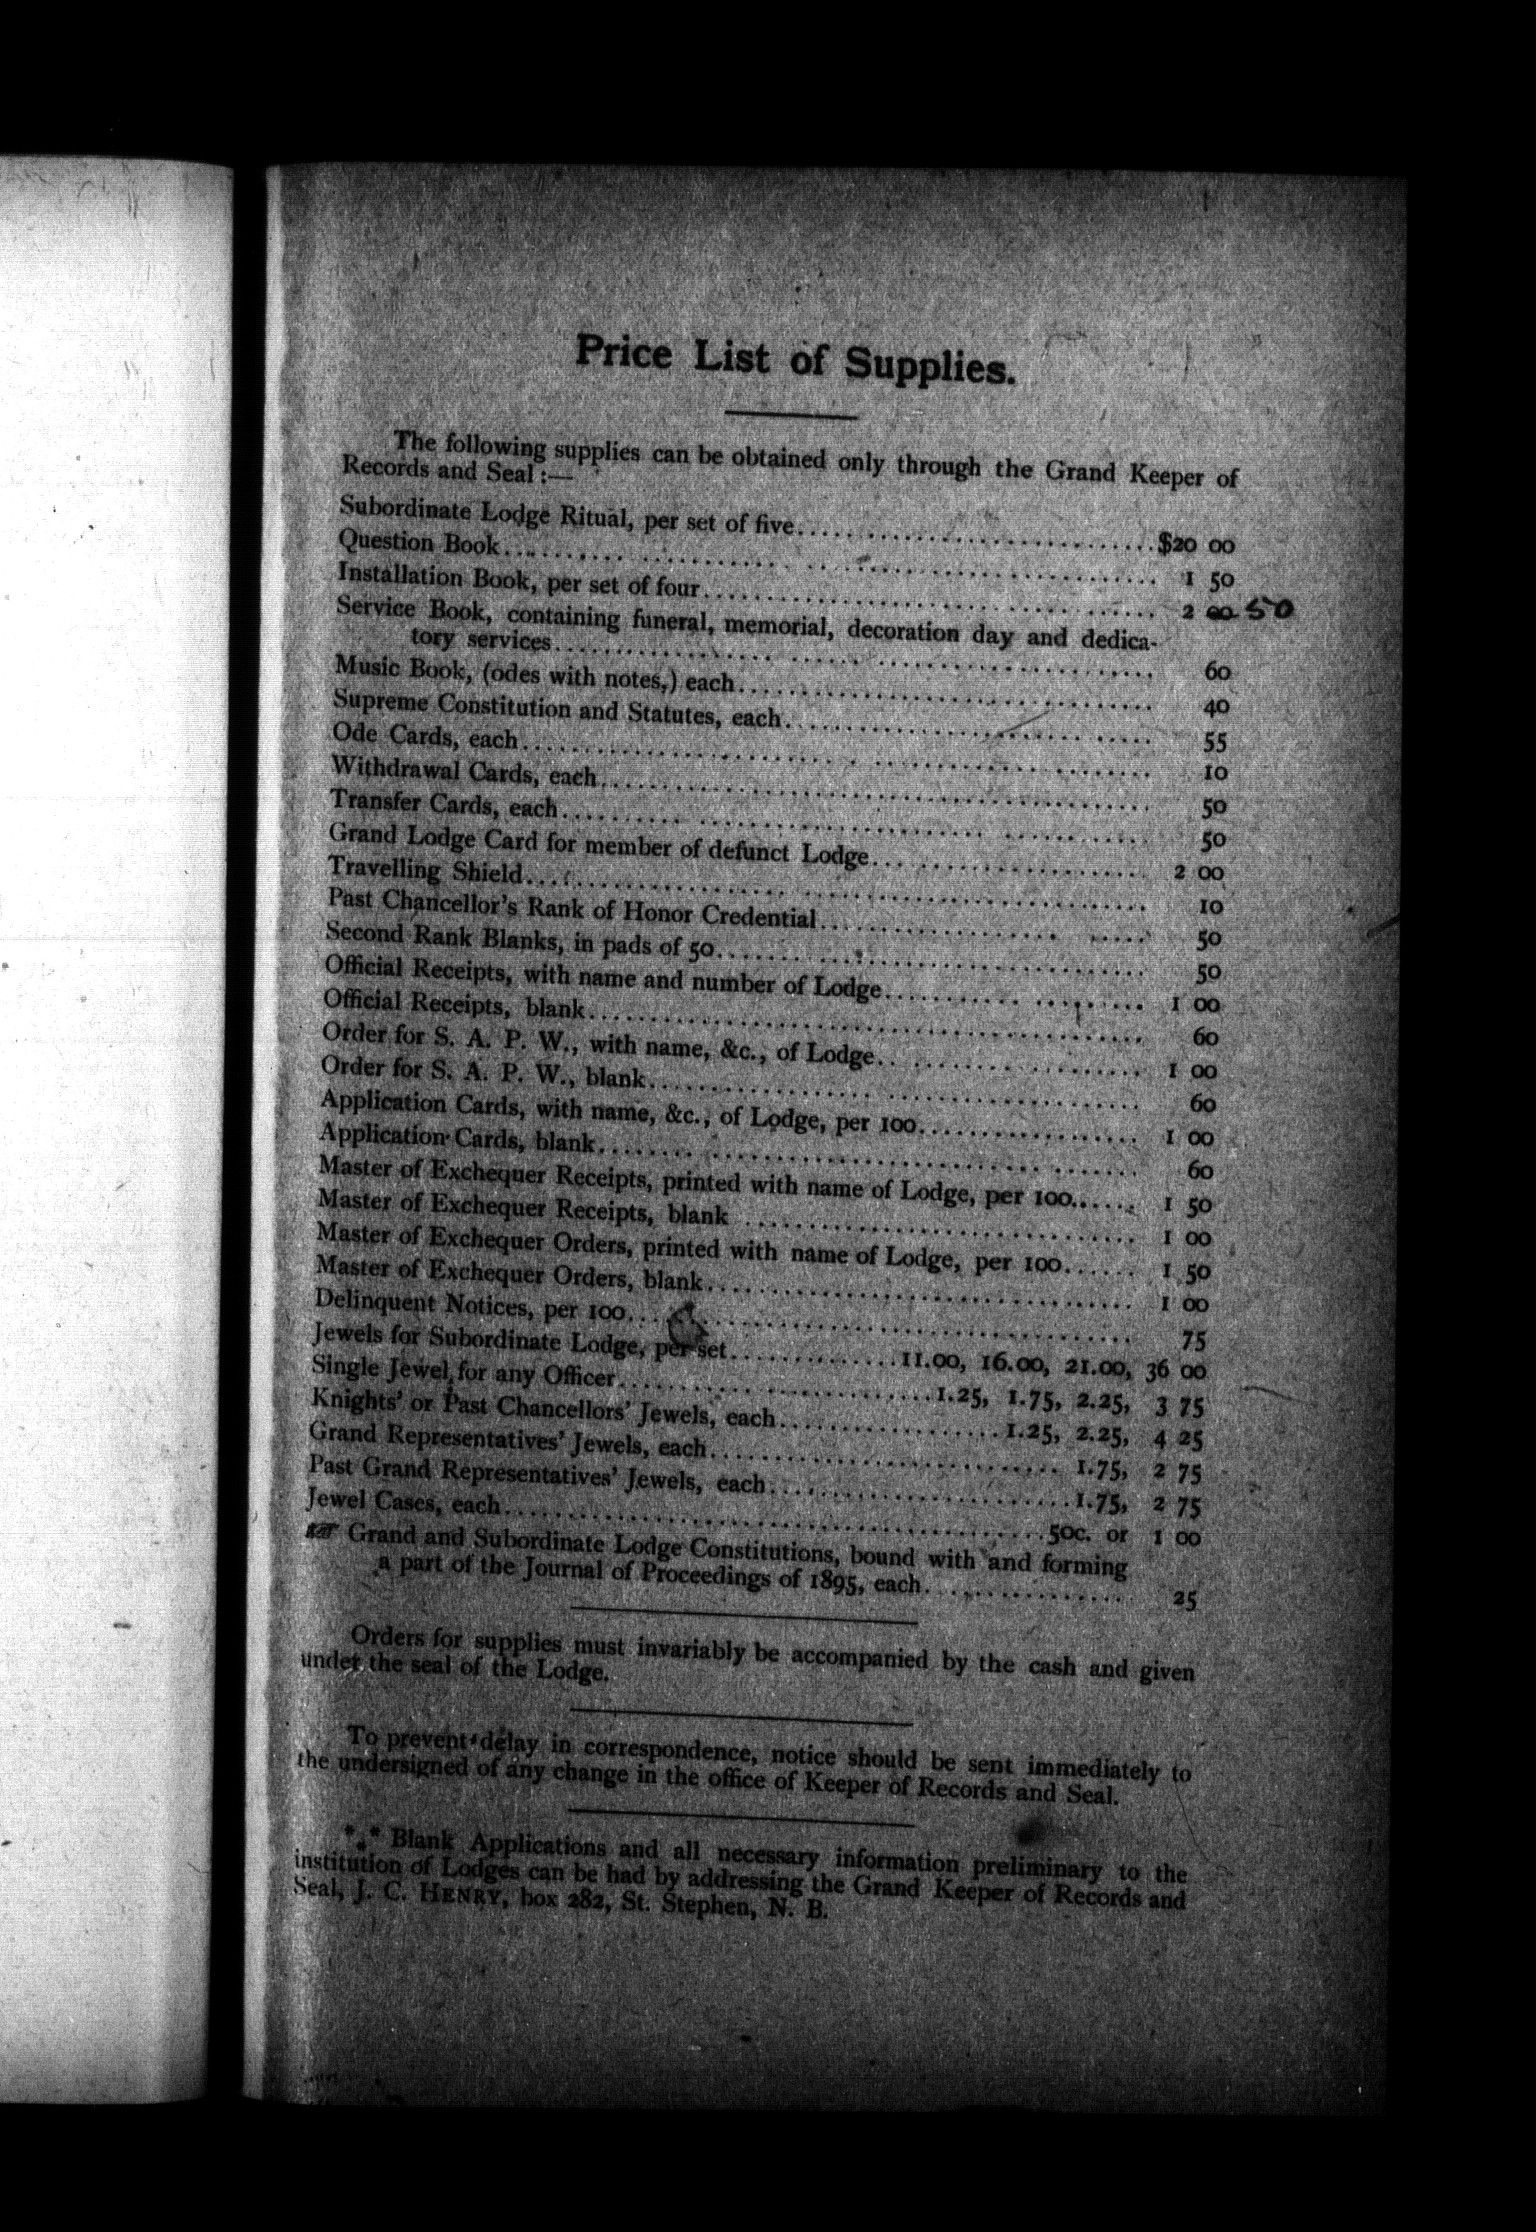 Price List of Supplies.
The following supplies can be obtained only through the Grand Keeper of
Records and Seal :—
Subordinate Lodge Ritual, per set of five.............................$20 00
Question Book............................ 1 50
Installation Book, per set of four............................ 2 00 50
Service Book, containing funeral, memorial, decoration day and dedica-
tory services............................ 60
Music Book, (odes with notes,) each............................ 40
Supreme Constitution and Statutes, each............................ 55
Ode Cards, each............................ 10
Withdrawal Cards, each............................ 50
Transfer Cards, each............................ 50
Grand Lodge Card for member of defunct Lodge...................... 2 00
Travelling Shield............................ 10
Past Chancellor's Rank of Honor Credential...................... 50
Second Rank Blanks, in pads of 50............................ 50
Official Receipts, with name and number of Lodge.................... 1 00
Official Receipts, blank............................ 60
Order for S. A. P. W., with name, &c., of Lodge.................... 1 00
Order for S. A. P. W., blank............................ 60
Application Cards, with name, &c., of Lodge, per 100.................. 1 00
Application Cards, blank............................ 60
Master of Exchequer Receipts, printed with name of Lodge, per 100...... 1 50
Master of Exchequer Receipts, blank ............................ 1 00
Master of Exchequer Orders, printed with name of Lodge, per 100...... 1 50
Master of Exchequer Orders, blank............................ 1 00
Delinquent Notices, per 100............................ 75
Jewels for Subordinate Lodge, per set..............11.00, 16.00, 21.00, 36 00
Single Jewel for any Officer......................1.25, 1.75, 2.25, 3 75
Knights' or Past Chancellors' Jewels, each..................1.25, 2.25, 4 25
Grand Representatives' Jewels, each............................ 1.75, 2 75
Past Grand Representatives' Jewels, each........................1.75, 2 75
Jewel Cases, each............................50c. or 1 00
☞ Grand and Subordinate Lodge Constitutions, bound with and forming
a part of the Journal of Proceedings of 1895, each................. 25
Orders for supplies must invariably be accompanied by the cash and given
under the seal of the Lodge.
To prevent delay in correspondence, notice should be sent immediately to
the undersigned of any change in the office of Keeper of Records and Seal.
*** Blank Applications and all necessary information preliminary to the
institution of Lodges can be had by addressing the Grand Keeper of Records and
Seal, J. C. HENRY, box 282, St. Stephen, N. B.